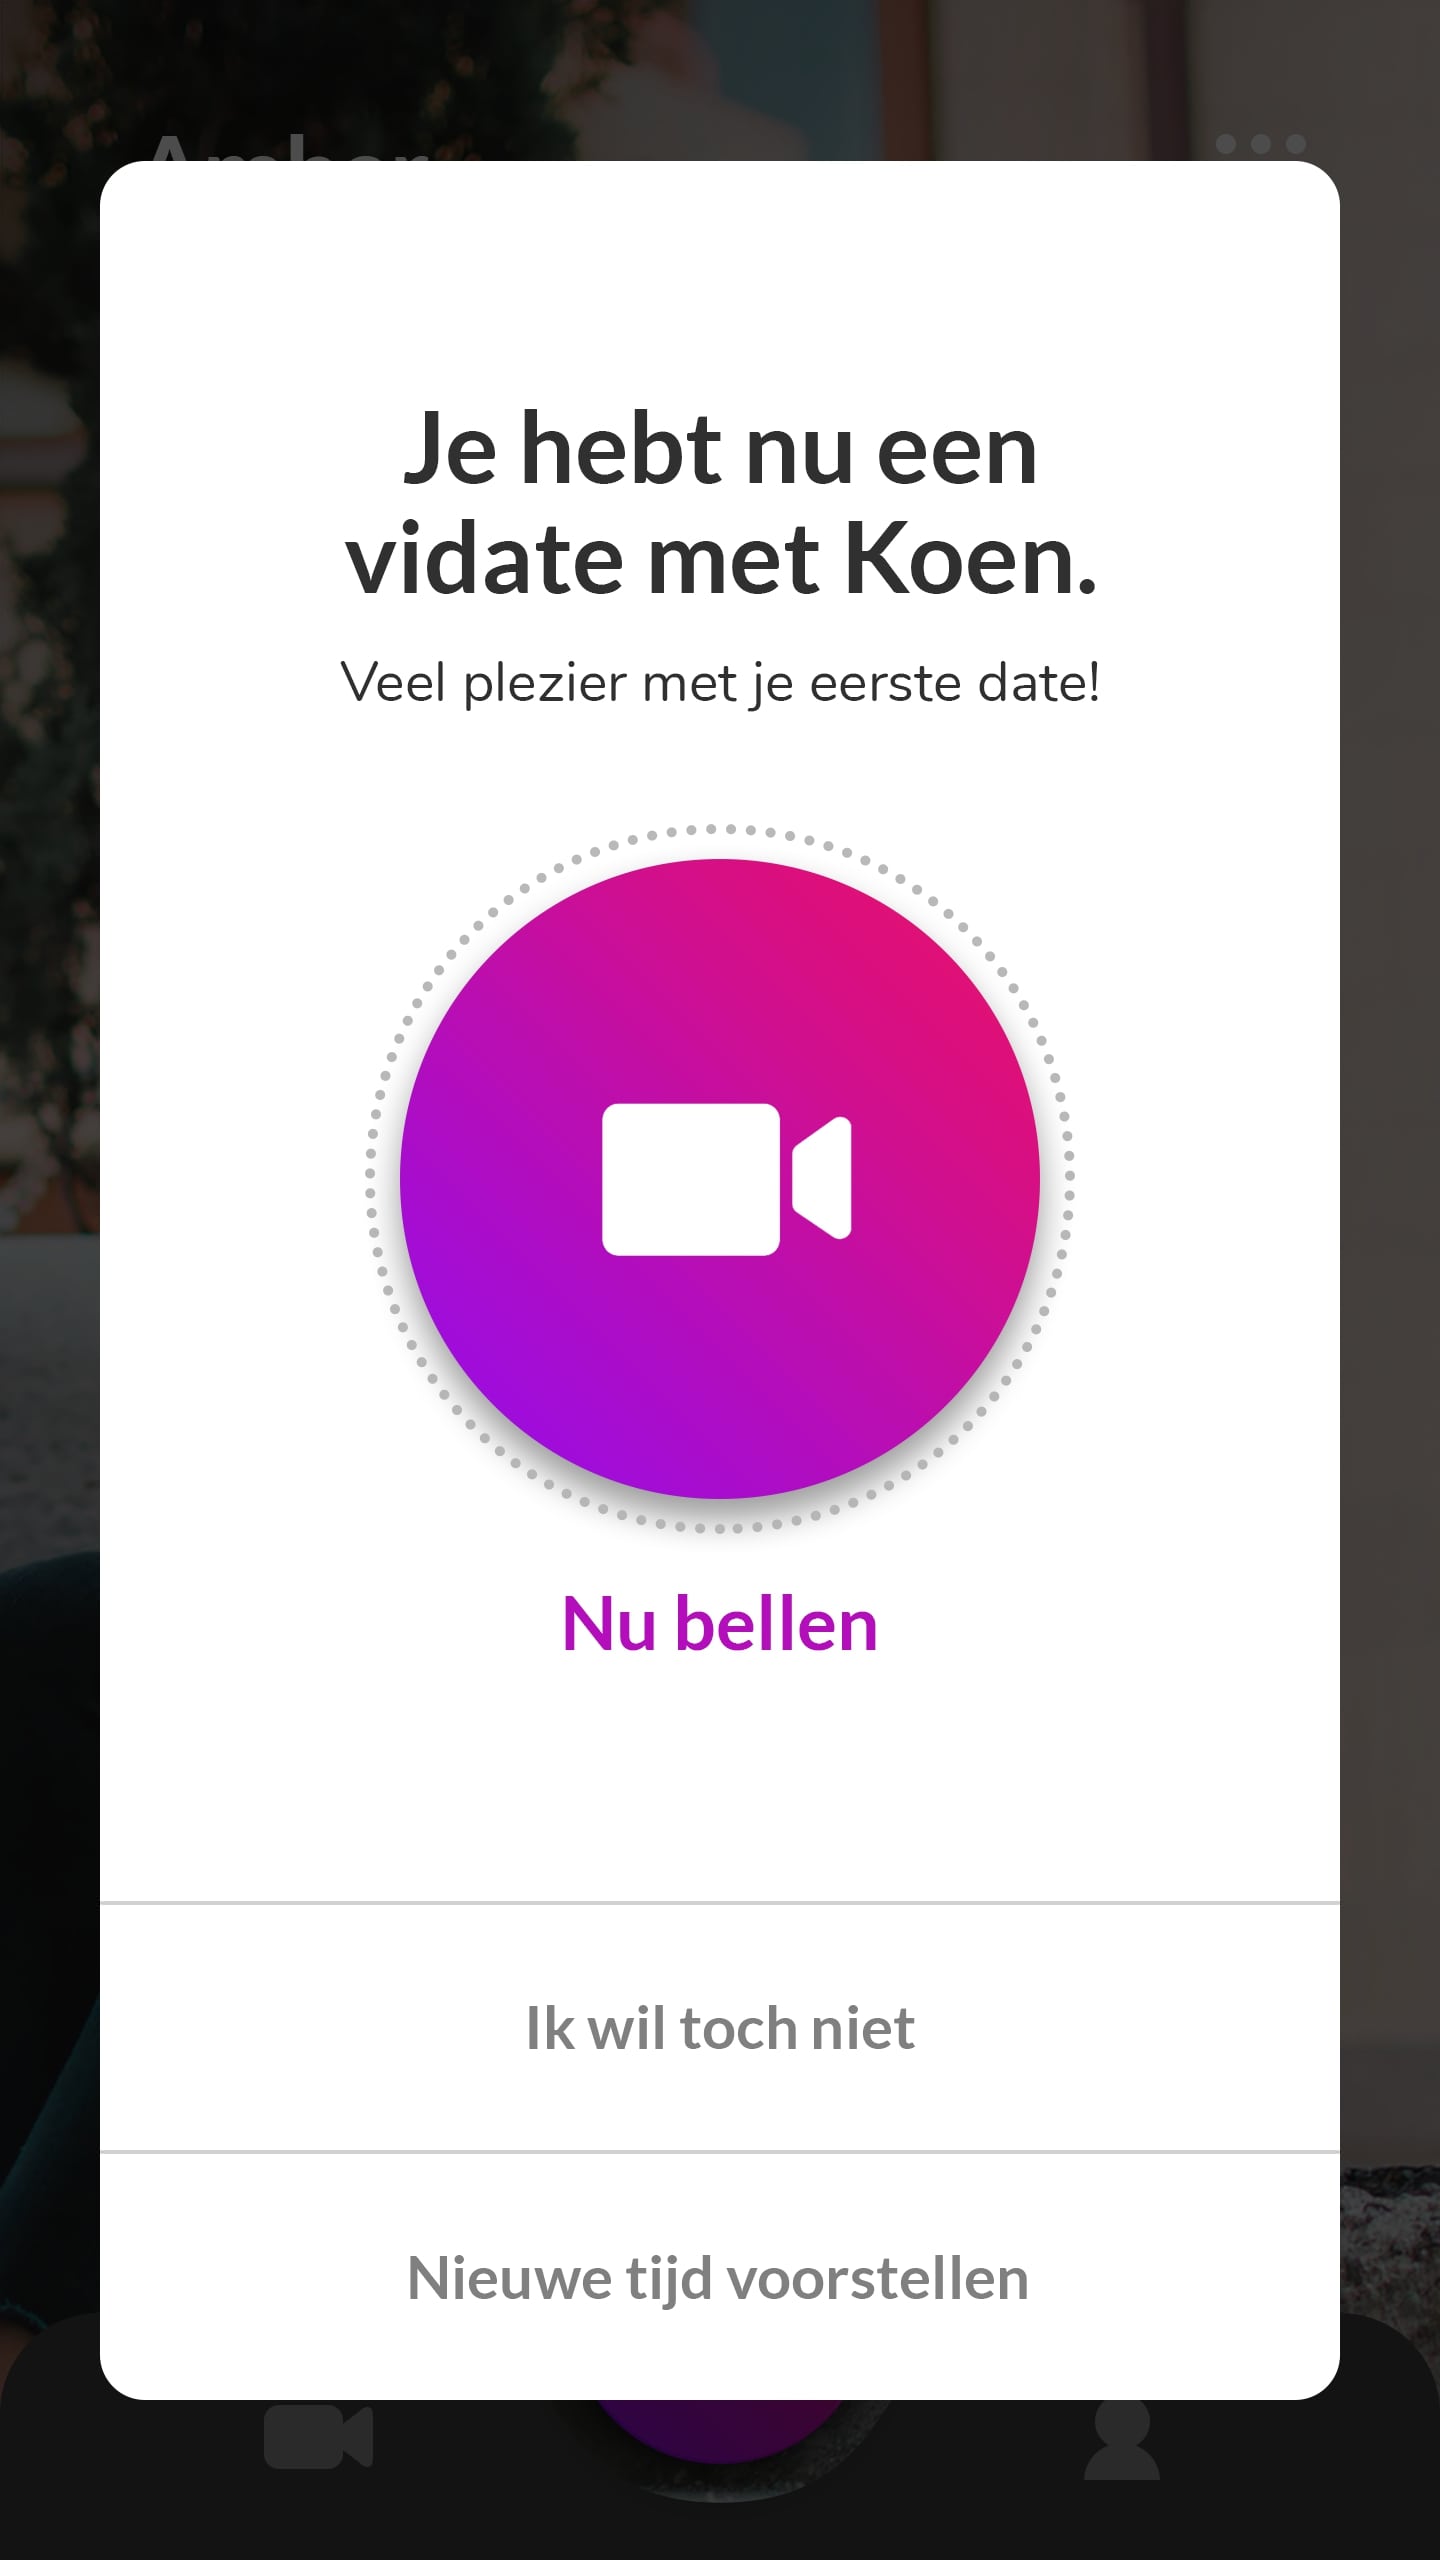 Je hebt nu een
vidate met Koen.
Veel plezier met je eerste date!
Nu bellen
Ik wil toch niet
Nieuwe tijd voorstellen